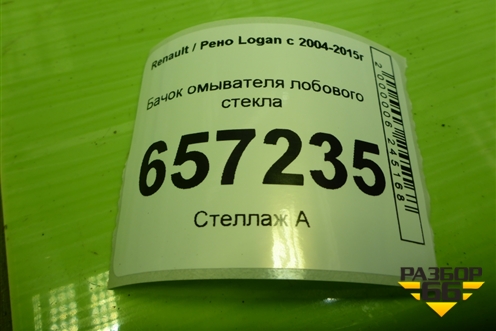 Renault / Рено Logan с 2004-2015г
Бачок омывателя лобового
стекла
657235
Стеллаж А
2000006245168
РАЗБОР
66